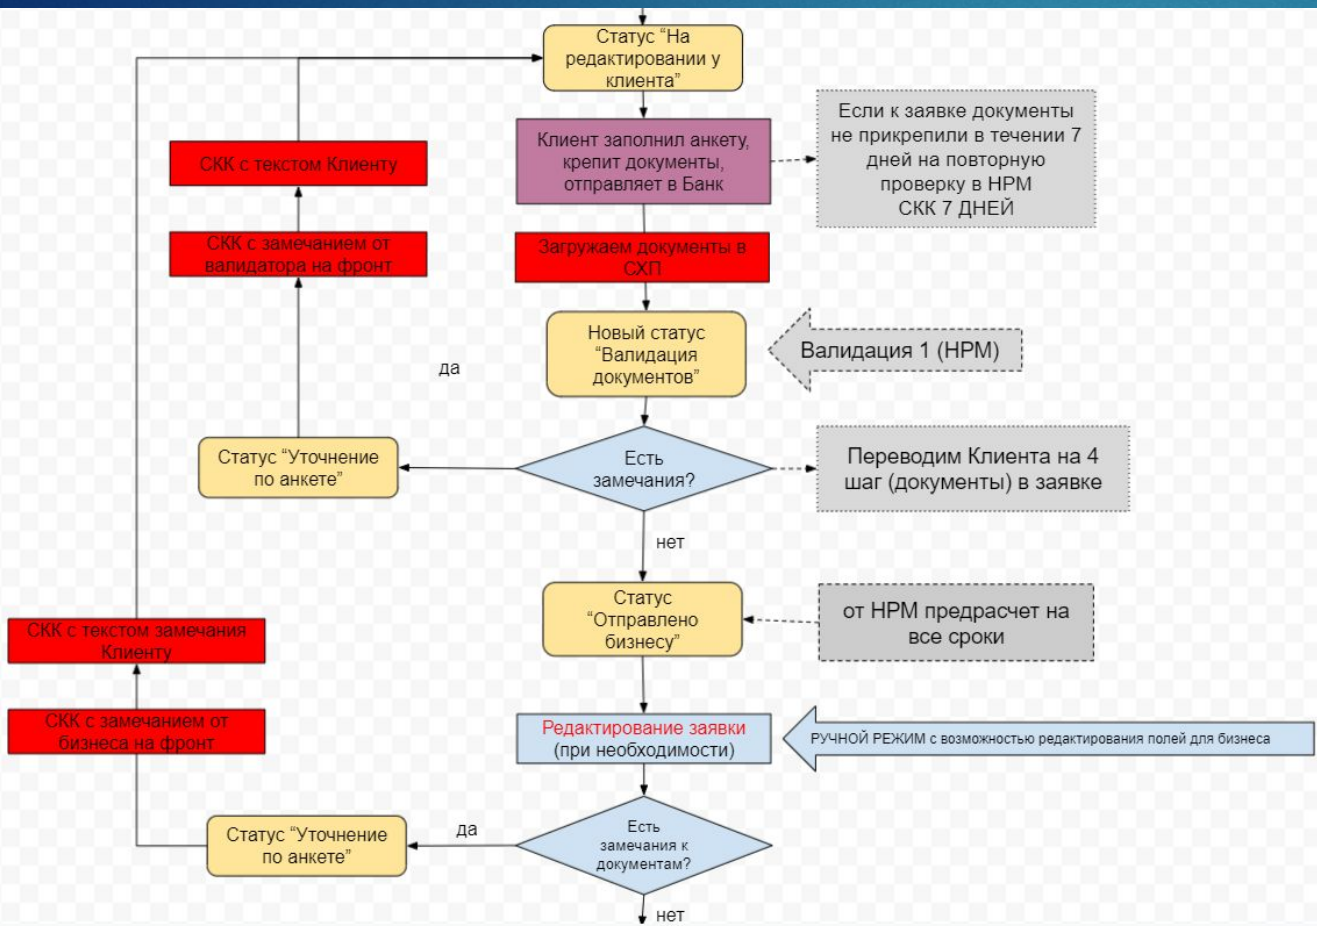 Статус “На
редактировании у
клиента”
Клиент заполнил анкету,
крепит документы,
отправляет в Банк
Если к заявке документы
не прикрепили в течении 7
дней на повторную
проверку в НРМ
СКК 7 ДНЕЙ
СКК с текстом Клиенту
СКК с замечанием от
валидатора на фронт
Загружаем документы в
СХП
Новый статус
“Валидация
документов”
Валидация 1 (НРМ)
да
Статус “Уточнение
по анкете”
Есть
замечания?
Переводим Клиента на 4
шаг (документы) в заявке
нет
Статус
“Отправлено
бизнесу”
от НРМ предрасчет на
все сроки
СКК с текстом замечания
Клиенту
СКК с замечанием от
бизнеса на фронт
Редактирование заявки
(при необходимости)
РУЧНОЙ РЕЖИМ с возможностью редактирования полей для бизнеса
Статус “Уточнение
по анкете”
да
Есть
замечания к
документам?
нет